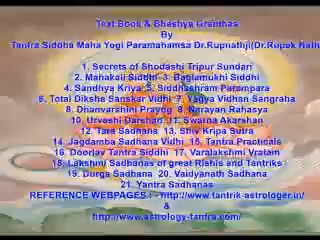 Text Book & Bhashya Granthas
By
Tantra Siddha Maha Yogi Paramahamsa Dr.Rupnathji(Dr.Rupak Nath
1. Secrets of Shodashi Tripur Sundari
2. Mahakali Siddhi 3. Baglamukhi Siddhi
4. Sandhya Kriya 5. Siddhashram Parampara
6. Total Diksha Sanskar Vidhi 7. Yagya Vidhan Sangraha
8. Dhanvarshini Prayog 9. Narayan Rahasya
10. Urvashi Darshan 11. Swarna Akarshan
12. Tara Sadhana 13. Shiv Kripa Sutra
14. Jagdamba Sadhana Vidhi 15. Tantra Practicals
16. Doorlav Tantra Siddhi 17. Varalakshmi Vratam
18. Lakshmi Sadhanas of great Rishis and Tantriks
19. Durga Sadhana 20. Vaidyanath Sadhana
21. Yantra Sadhanas
REFERENCE WEBPAGES:- http://www.tantrik-astrologer.in/
&
http://www.astrology-tantra.com/